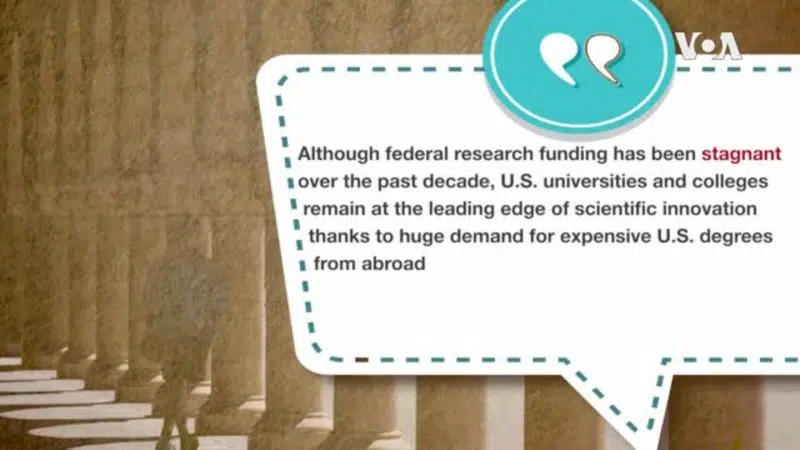 VOA
Although federal research funding has been stagnant
over the past decade, U.S. universities and colleges
remain at the leading edge of scientific innovation
thanks to huge demand for expensive U.S. degrees
from abroad